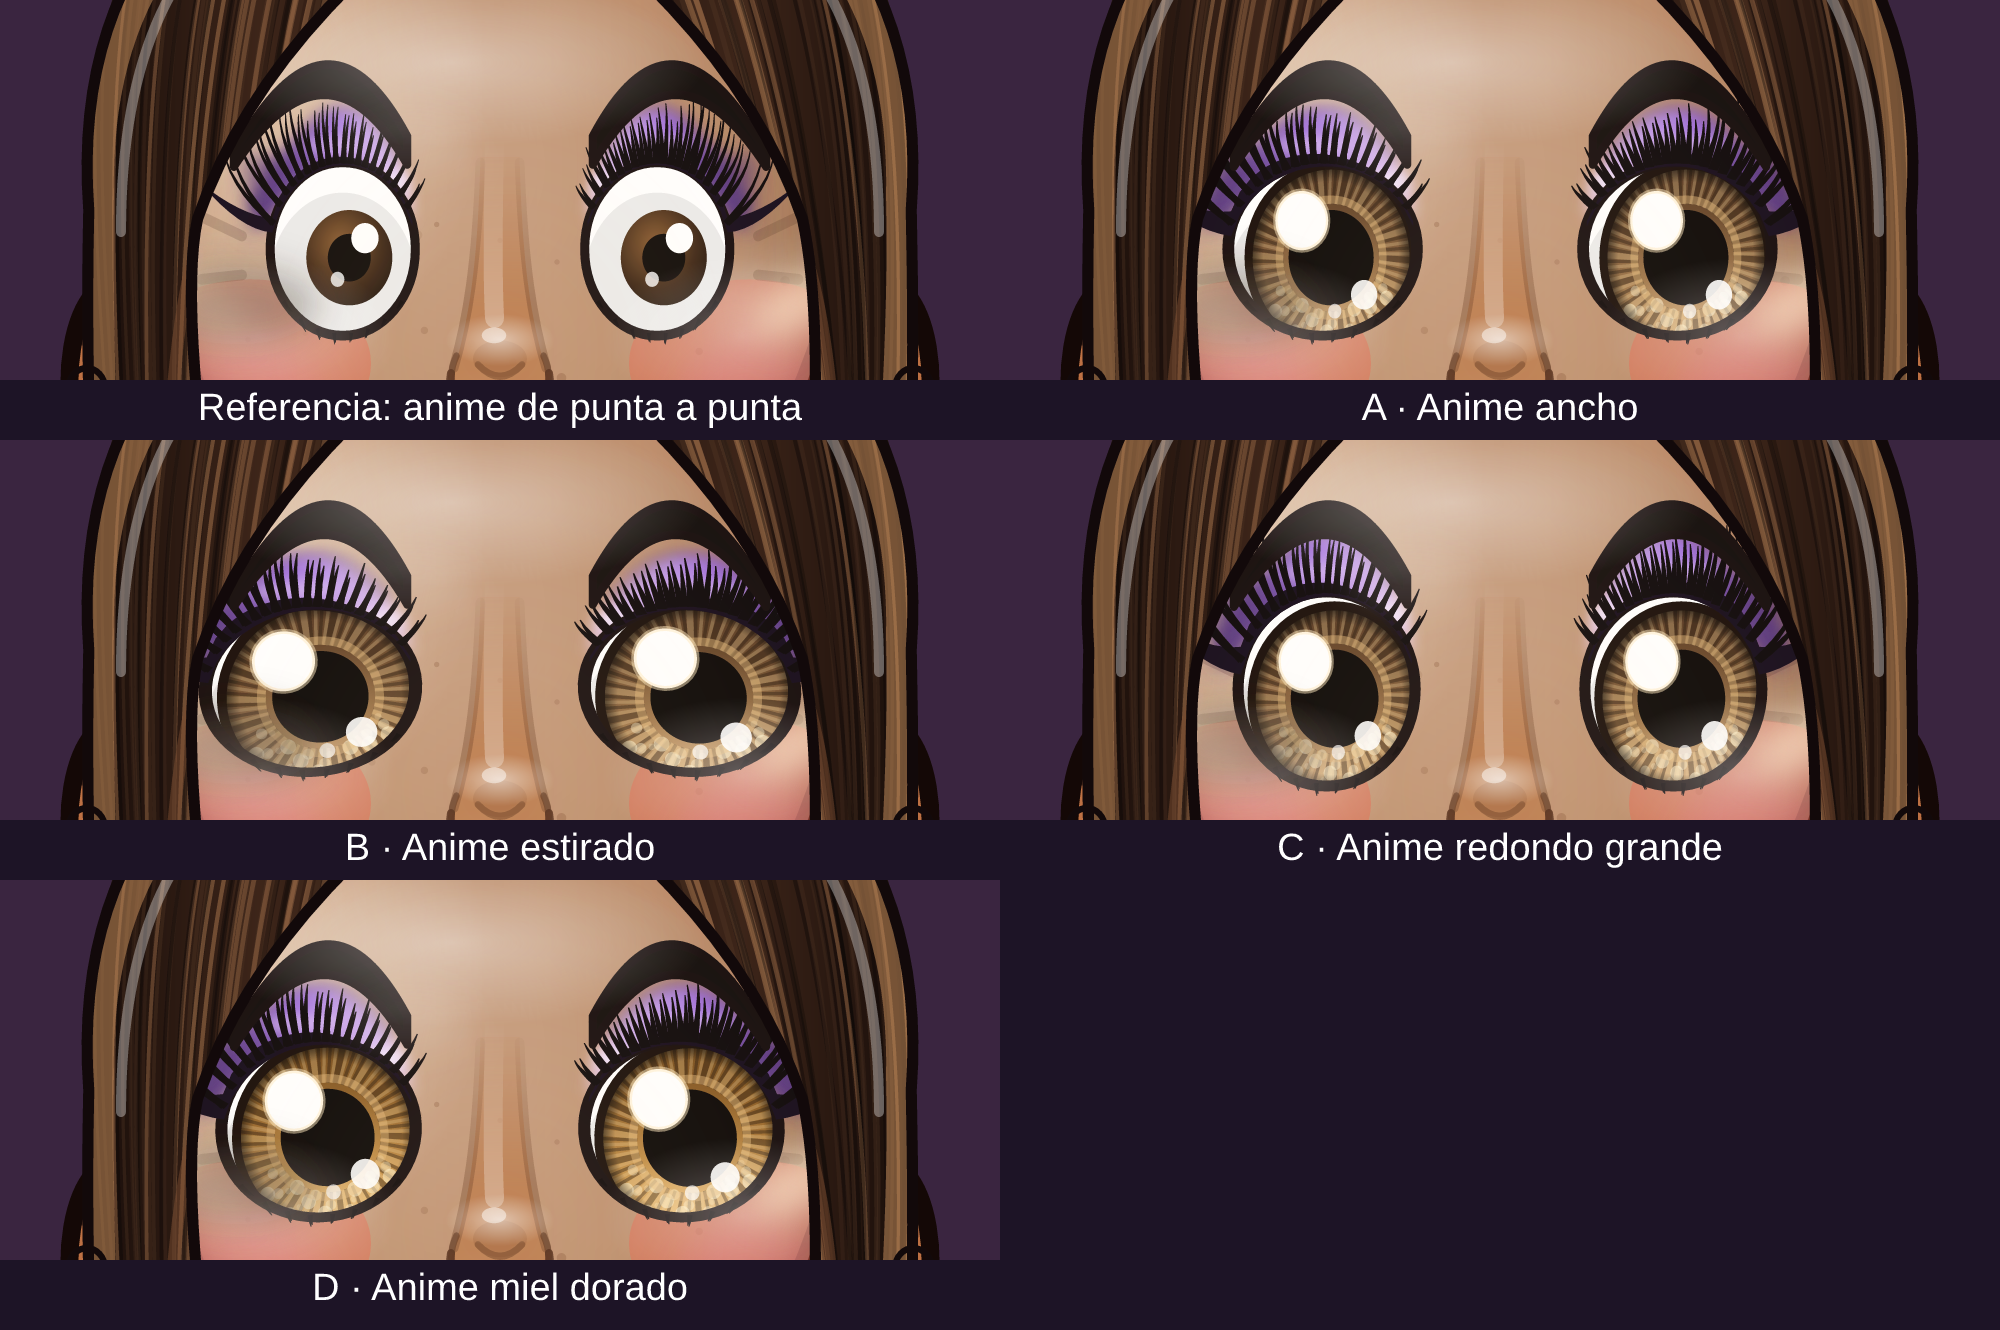 Referencia: anime de punta a punta
A · Anime ancho
B · Anime estirado
C · Anime redondo grande
D · Anime miel dorado